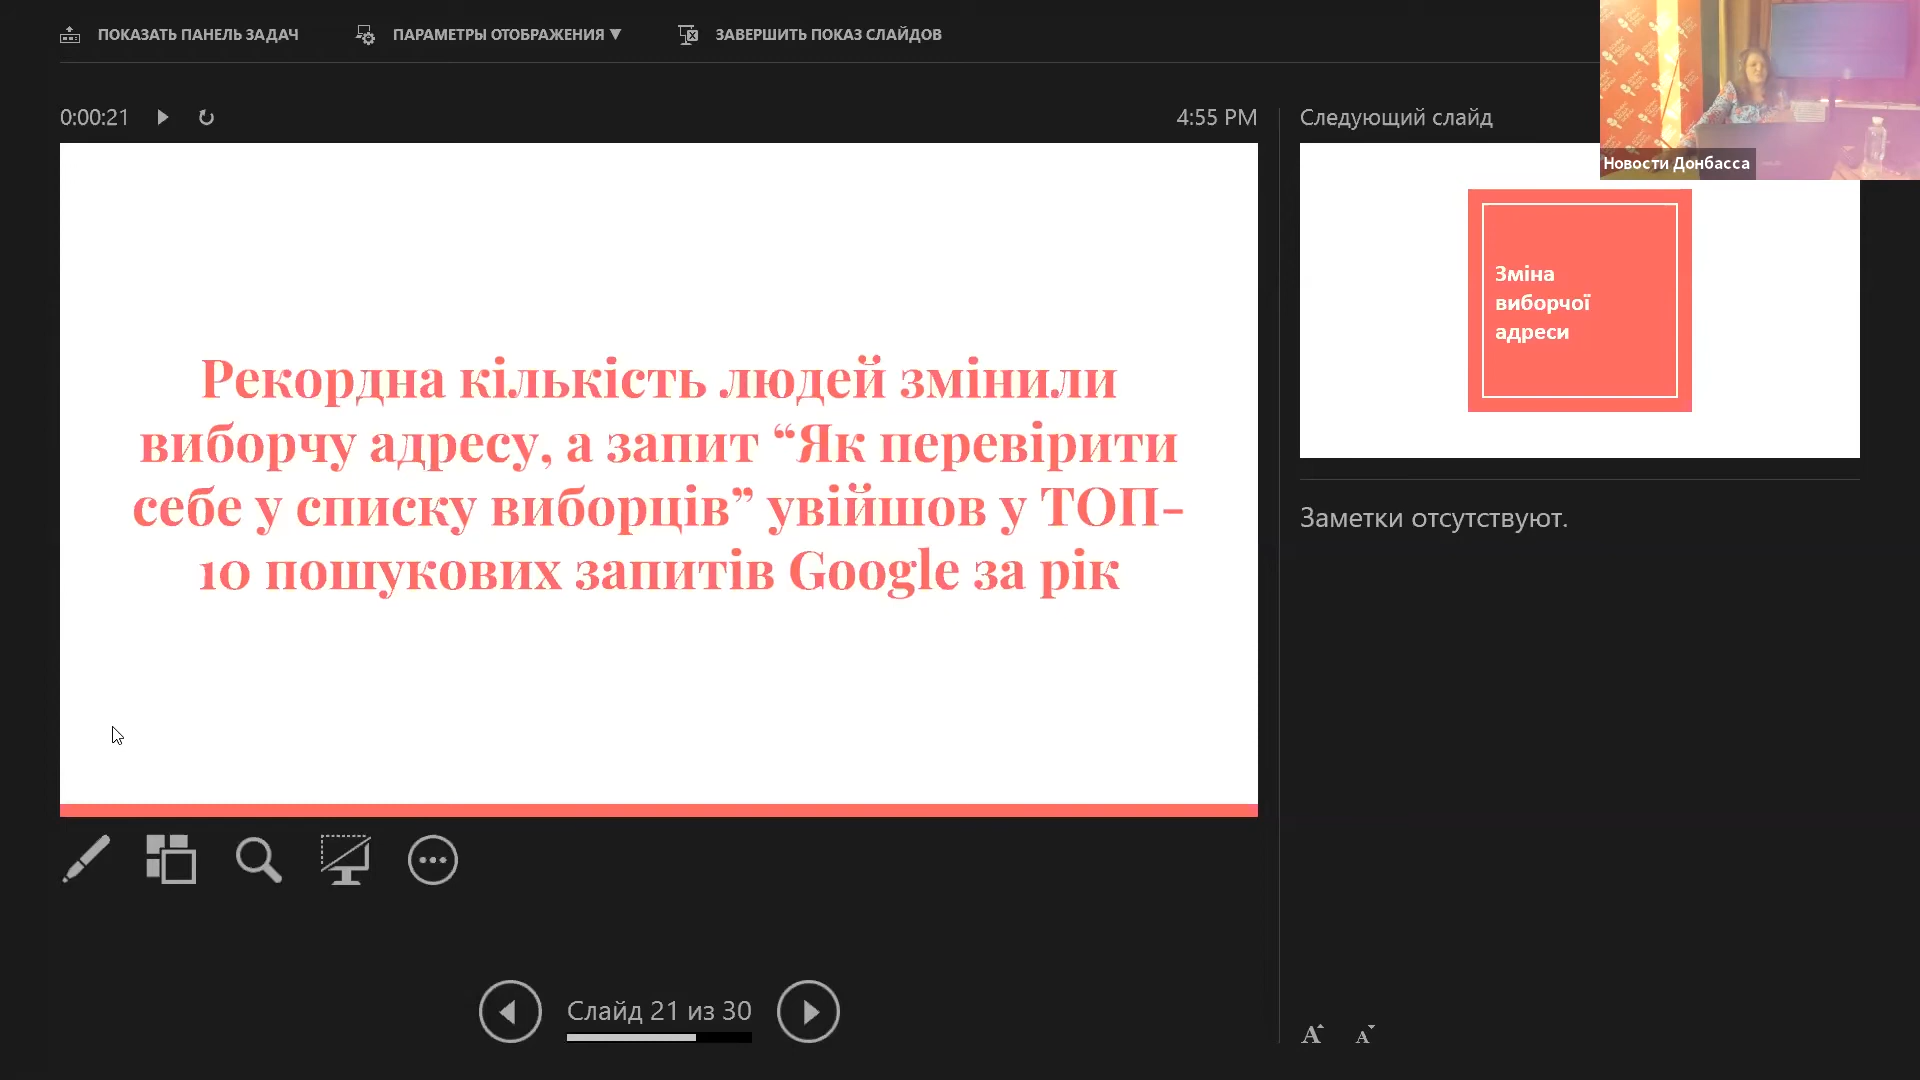 ПОКАЗАТЬ ПАНЕЛЬ ЗАДАЧ
ПАРАМЕТРЫ ОТОБРАЖЕНИЯ ▼
ЗАВЕРШИТЬ ПОКАЗ СЛАЙДОВ
0:00:21
4:55 PM
Рекордна кількість людей змінили
виборчу адресу, а запит “Як перевірити
себе у списку виборців” увійшов у ТОП-
10 пошукових запитів Google за рік
Слайд 21 из 30
Следующий слайд
Новости Донбасса
Зміна
виборчої
адреси
Заметки отсутствуют.
A A